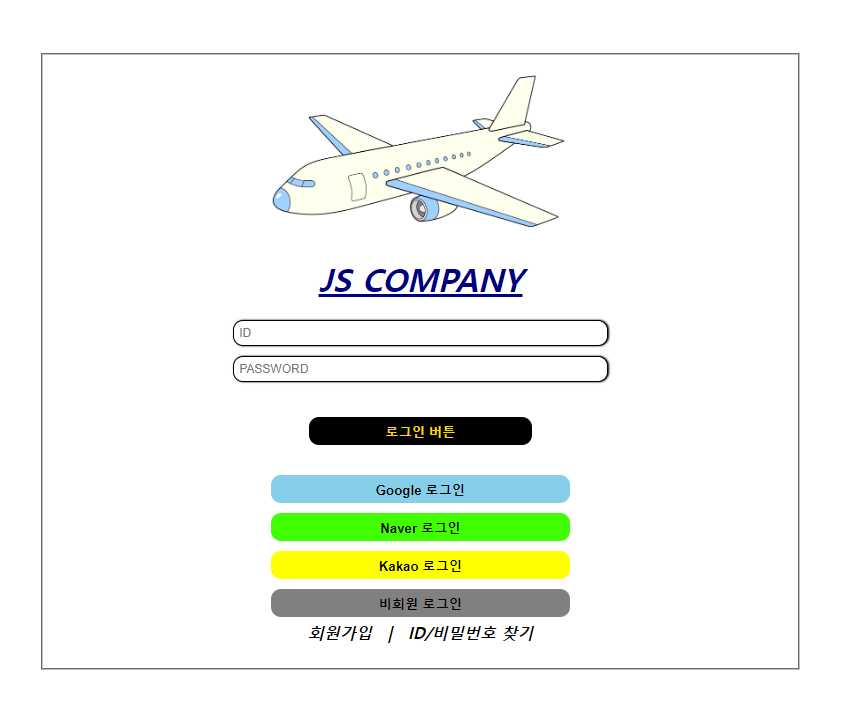 JS COMPANY
ID
PASSWORD
로그인 버튼
Google 로그인
Naver 로그인
Kakao 로그인
비회원 로그인
회원가입 | ID/비밀번호 찾기